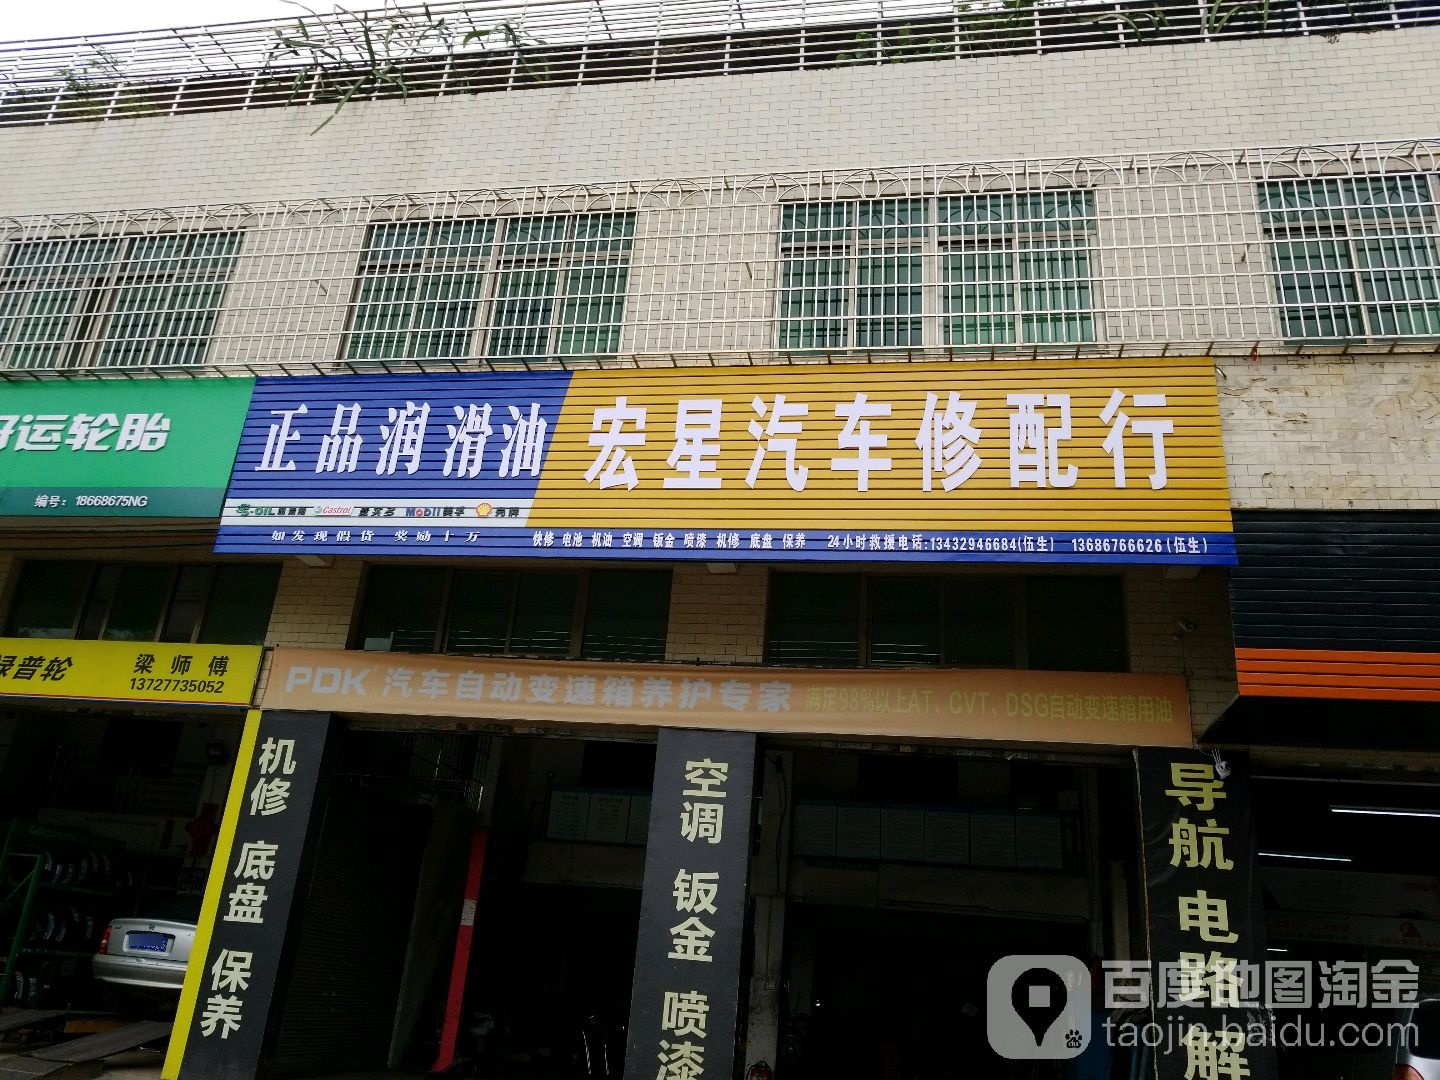 好运轮胎
编号：18668675NG
正品润滑油
宏星汽车修配行
S-OIL Castrol 嘉实多 Mobil 美孚 壳牌
如发现假货 奖励十万
快修 电池 机油 空调 钣金 喷漆 机修 底盘 保养 24小时救援电话:13432946684(伍生) 13686766626(伍生)
普轮
梁师傅
13727735052
PDK 汽车自动变速箱养护专家 满足98%以上AT、CVT、DSG自动变速箱用油
机修 底盘 保养
空调 钣金 喷漆
导航 电路 解
百度地图淘金
taojin.baidu.com